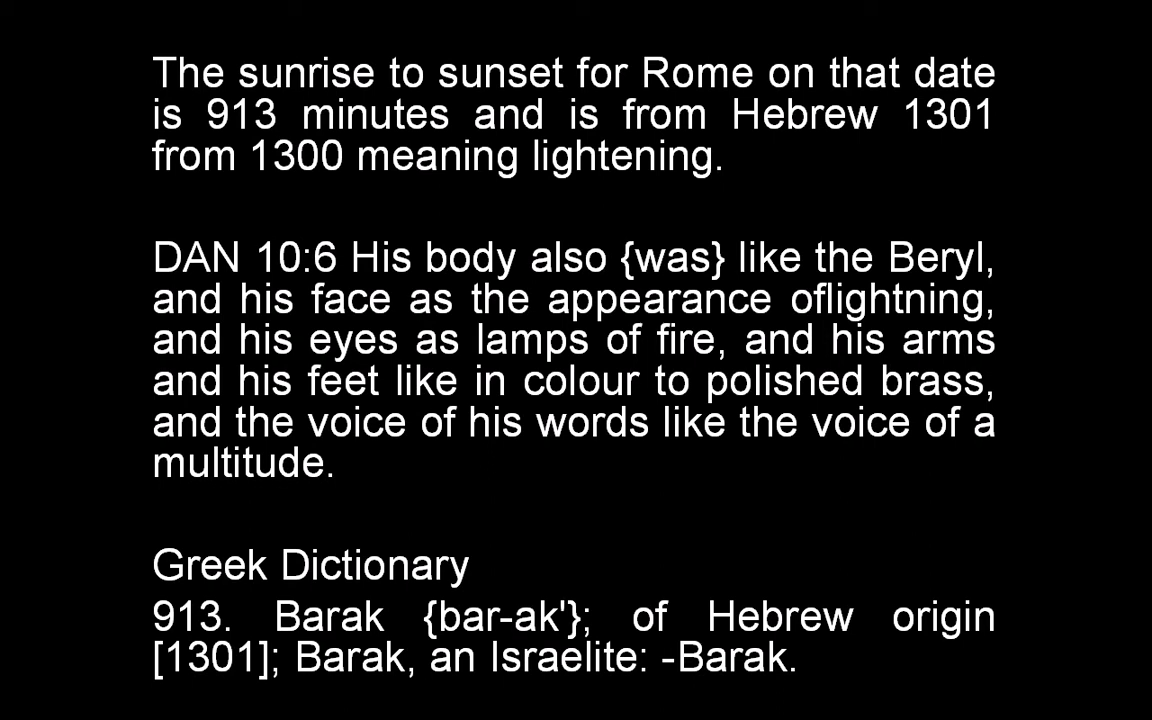 The sunrise to sunset for Rome on that date
is 913 minutes and is from Hebrew 1301
from 1300 meaning lightening.
DAN 10:6 His body also {was} like the Beryl,
and his face as the appearance oflightning,
and his eyes as lamps of fire, and his arms
and his feet like in colour to polished brass,
and the voice of his words like the voice of a
multitude.
Greek Dictionary
913. Barak {bar-ak'}; of Hebrew origin
[1301]; Barak, an Israelite: -Barak.